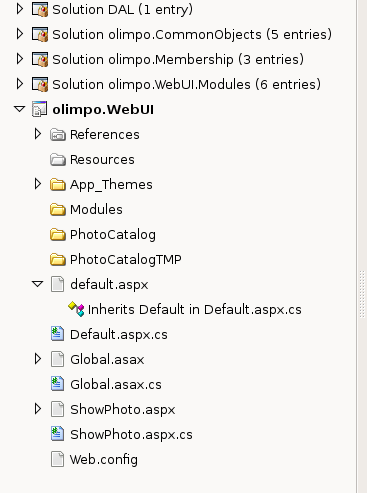 Solution DAL (1 entry)
Solution olimpo.CommonObjects (5 entries)
Solution olimpo.Membership (3 entries)
Solution olimpo.WebUI.Modules (6 entries)
olimpo.WebUI
References
Resources
App_Themes
Modules
PhotoCatalog
PhotoCatalogTMP
default.aspx
Inherits Default in Default.aspx.cs
Default.aspx.cs
Global.asax
Global.asax.cs
ShowPhoto.aspx
ShowPhoto.aspx.cs
Web.config